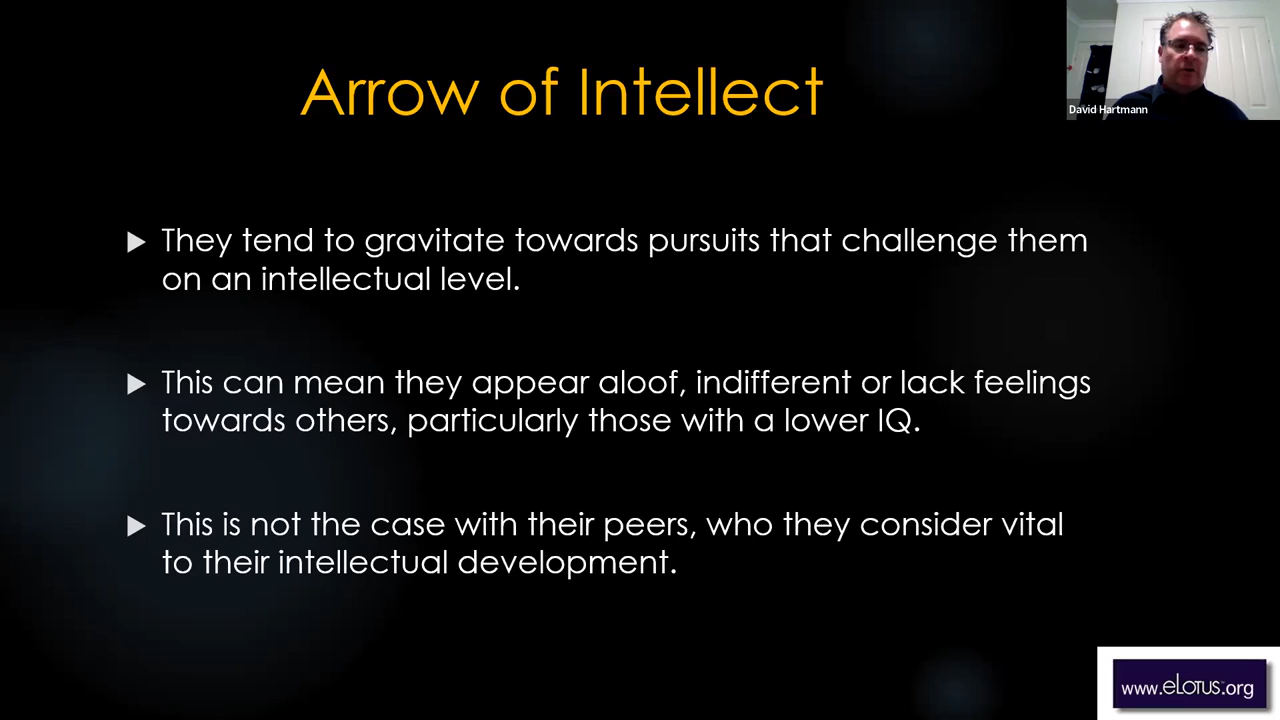 Arrow of Intellect
David Hartmann
They tend to gravitate towards pursuits that challenge them
on an intellectual level.
This can mean they appear aloof, indifferent or lack feelings
towards others, particularly those with a lower IQ.
This is not the case with their peers, who they consider vital
to their intellectual development.
www.eLOTUS.org